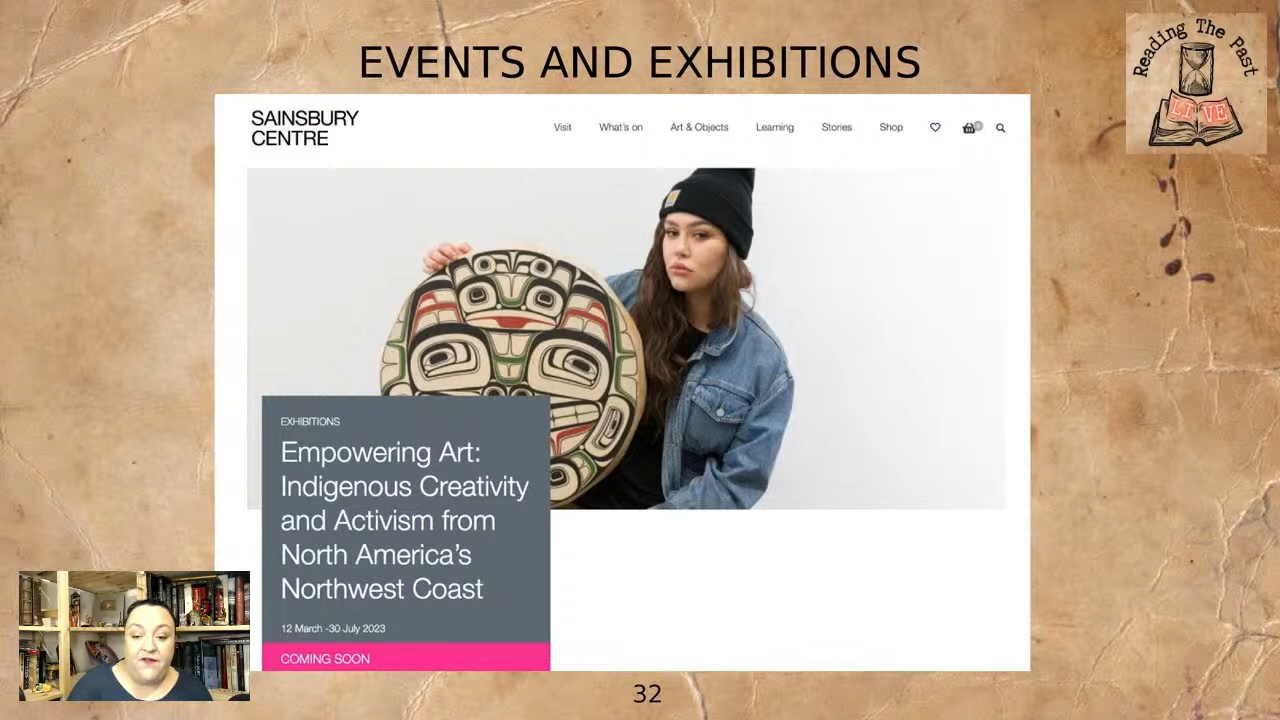 EVENTS AND EXHIBITIONS
Reading The Past
LIVE
SAINSBURY
CENTRE
Visit What's on Art & Objects Learning Stories Shop
EXHIBITIONS
Empowering Art:
Indigenous Creativity
and Activism from
North America's
Northwest Coast
12 March -30 July 2023
COMING SOON
32